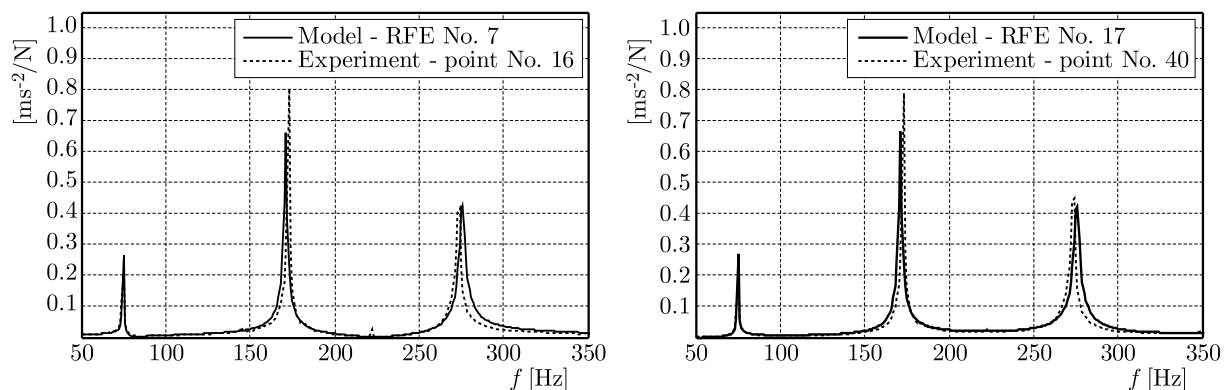 [ms⁻²/N]
1.0
0.9
0.8
0.7
0.6
0.5
0.4
0.3
0.2
0.1
Model - RFE No. 7
Experiment - point No. 16
50 100 150 200 250 300 350
f [Hz]
[ms⁻²/N]
1.0
0.9
0.8
0.7
0.6
0.5
0.4
0.3
0.2
0.1
Model - RFE No. 17
Experiment - point No. 40
50 100 150 200 250 300 350
f [Hz]